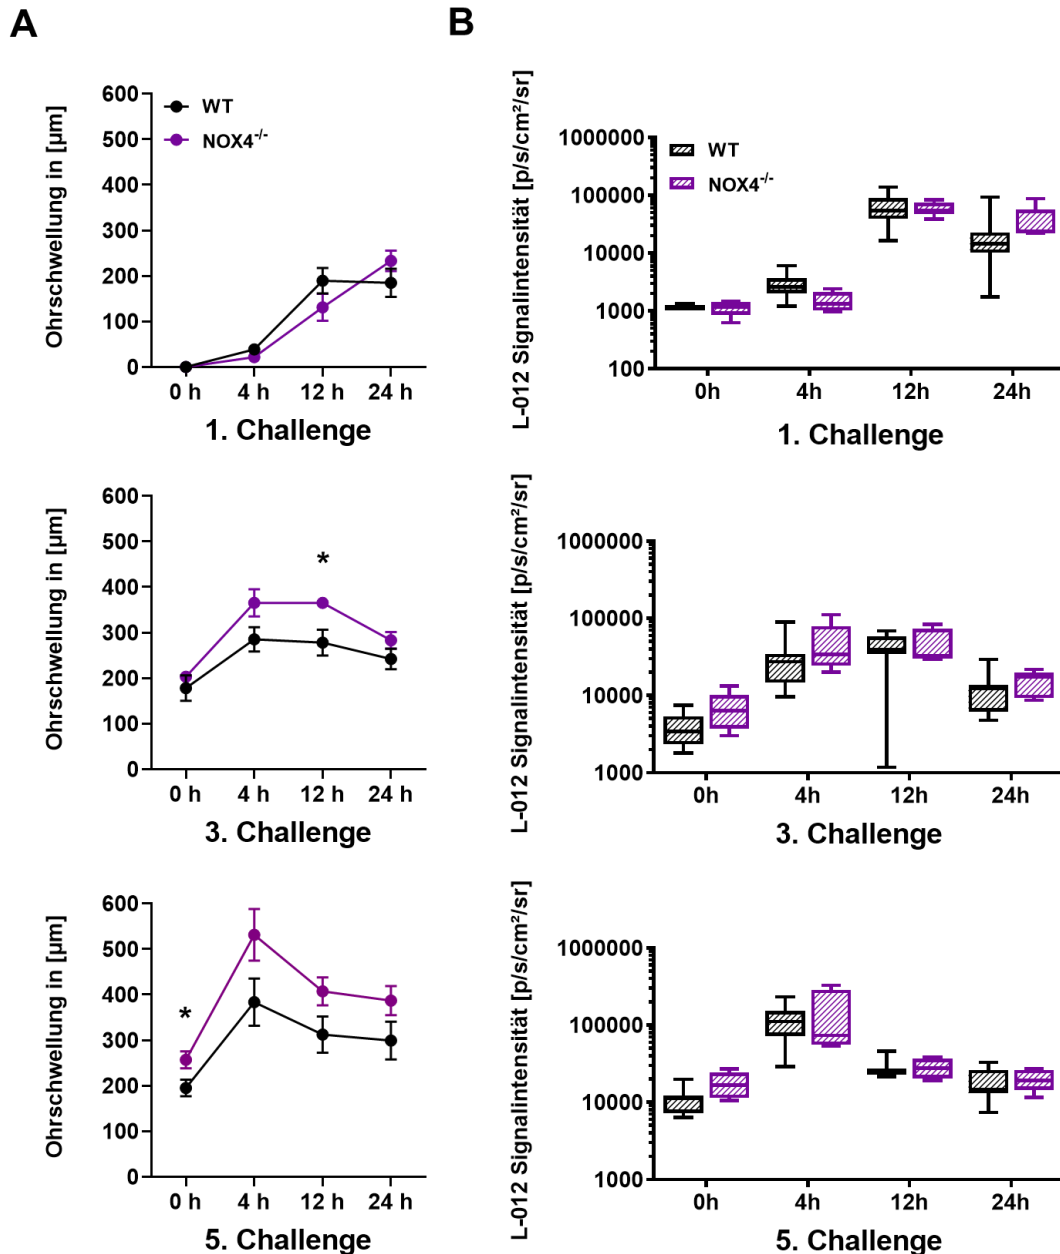 A
B
Ohrschwellung in [µm]
600
500
400
300
200
100
0
WT
NOX4-/-
0 h 4 h 12 h 24 h
1. Challenge
L-012 Signalintensität [p/s/cm²/sr]
1000000
100000
10000
1000
100
WT
NOX4-/-
0h 4h 12h 24h
1. Challenge
Ohrschwellung in [µm]
600
500
400
300
200
100
0
*
0 h 4 h 12 h 24 h
3. Challenge
L-012 Signalintensität [p/s/cm²/sr]
1000000
100000
10000
1000
0h 4h 12h 24h
3. Challenge
Ohrschwellung in [µm]
600
500
400
300
200
100
0
*
0 h 4 h 12 h 24 h
5. Challenge
L-012 Signalintensität [p/s/cm²/sr]
1000000
100000
10000
1000
0h 4h 12h 24h
5. Challenge